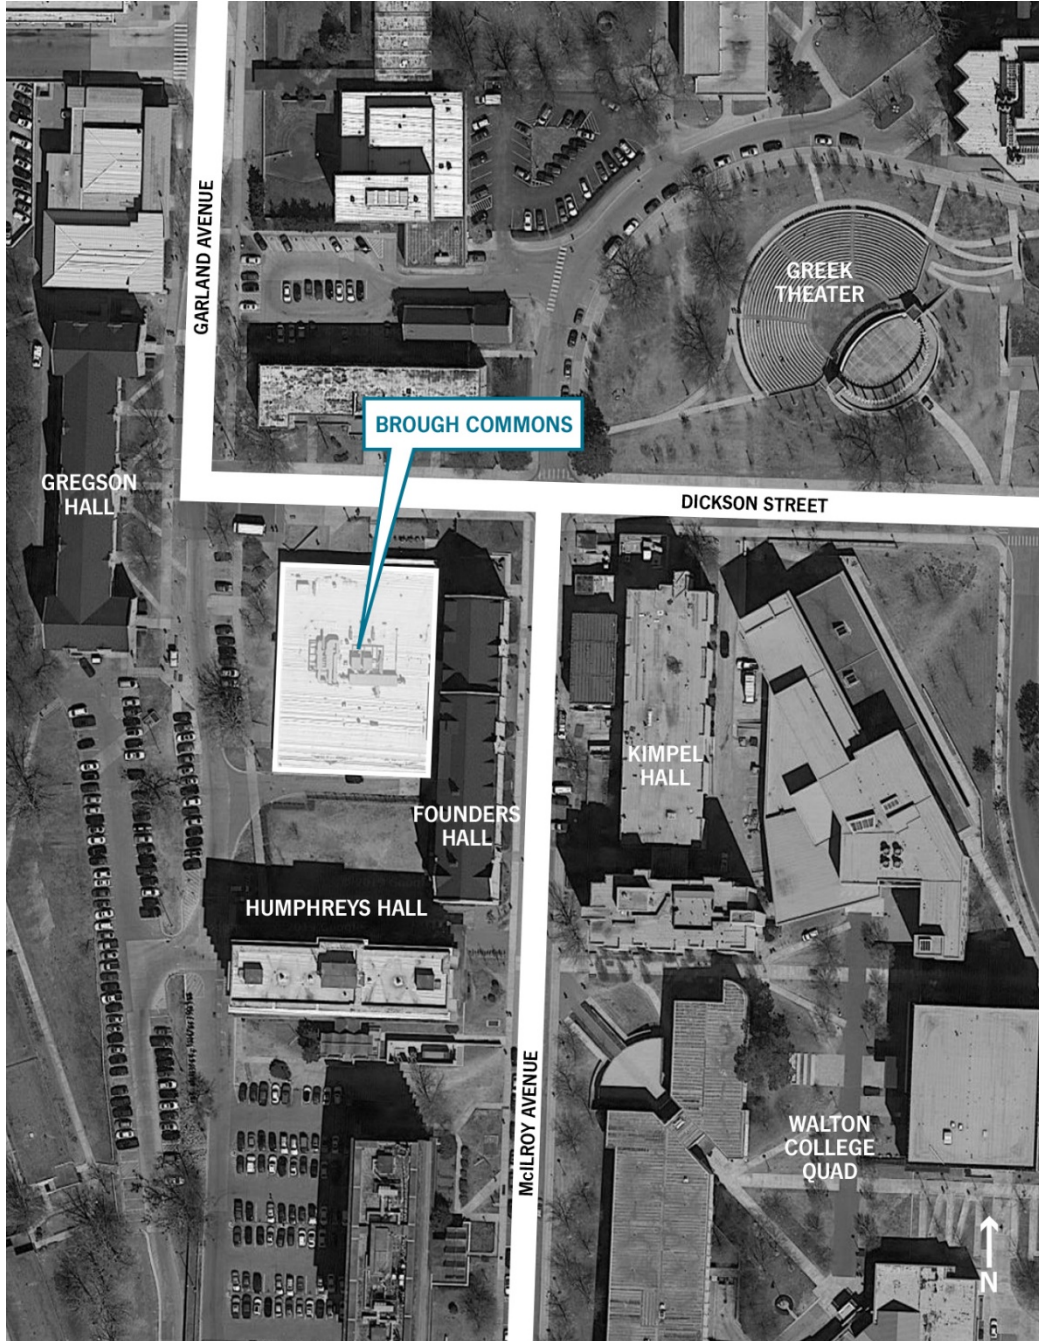 GARLAND AVENUE
GREEK
THEATER
BROUGH COMMONS
GREGSON
HALL
DICKSON STREET
KIMPEL
HALL
FOUNDERS
HALL
HUMPHREYS HALL
McILROY AVENUE
WALTON
COLLEGE
QUAD
N